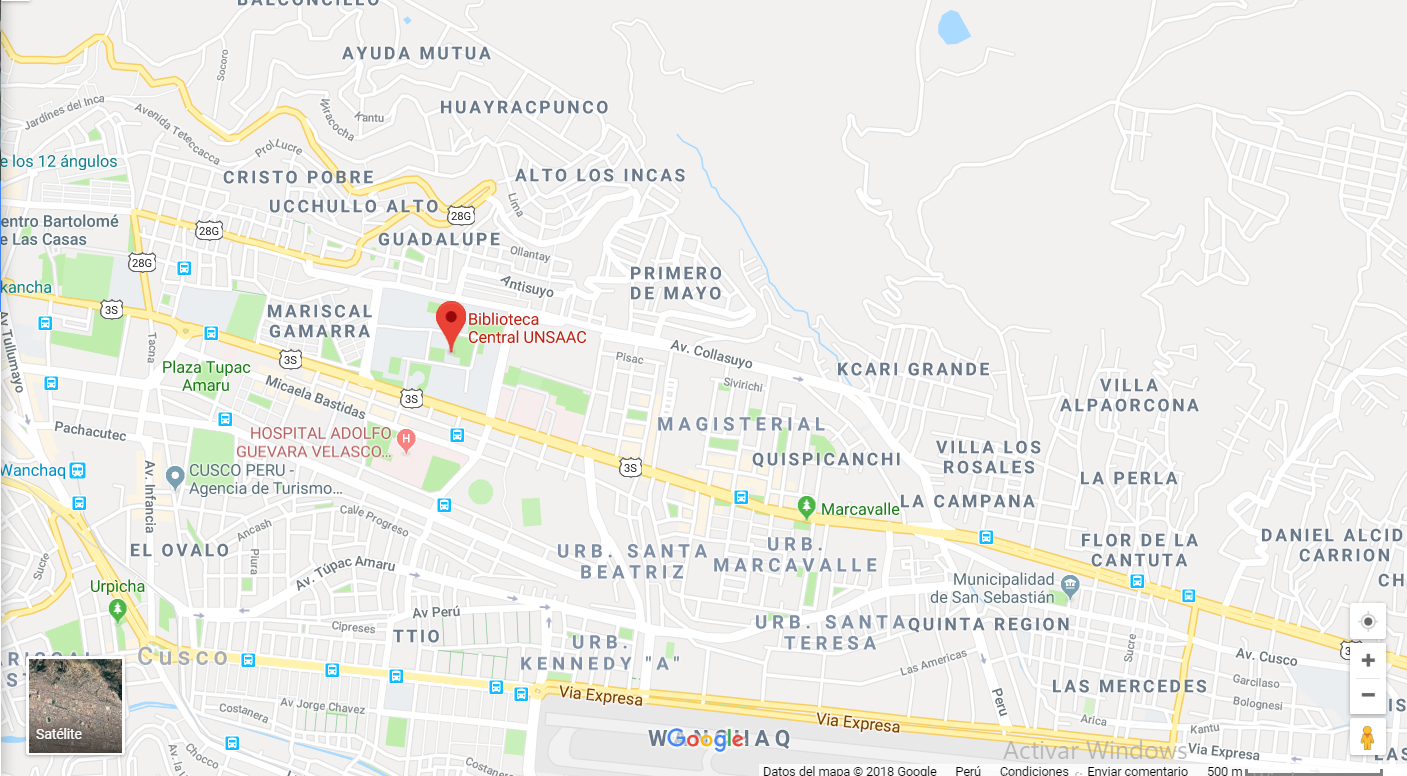 BALCONCILLO
AYUDA MUTUA
Socoro
HUAYRACPUNCO
Jardines del Inca
Avenida Teteccacca
Wiracocha
Kantu
Prol Lucre
e los 12 ángulos
CRISTO POBRE
ALTO LOS INCAS
UCCHULLO ALTO
Lima
28G
entro Bartolomé
e Las Casas
28G
GUADALUPE
Ollantay
28G
PRIMERO
DE MAYO
kancha
Antisuyo
3S
MARISCAL
GAMARRA
Biblioteca
Central UNSAAC
Av Tullumayo
Tacna
3S
Pisac
Av. Collasuyo
KCARI GRANDE
Plaza Tupac
Amaru
Micaela Bastidas
3S
Sivirichi
VILLA
ALPAORCONA
MAGISTERIAL
Pachacutec
HOSPITAL ADOLFO
GUEVARA VELASCO...
H
VILLA LOS
ROSALES
QUISPICANCHI
Wanchaq
CUSCO PERU -
Agencia de Turismo...
3S
LA PERLA
Av. Infancia
LA CAMPANA
Marcavalle
Calle Progreso
Ancash
DANIEL ALCID
CARRION
FLOR DE LA
CANTUTA
EL OVALO
URB. SANTA
BEATRIZ
URB.
MARCAVALLE
Sucre
Piura
Av. Túpac Amaru
Municipalidad
de San Sebastián
CH
Urpicha
Av Perú
Cipreses
TTIO
URB. SANTA
TERESA
QUINTA REGION
URB.
KENNEDY "A"
Sucre
3S
Cusco
Las Americas
Av. Cusco
Garcilaso
LAS MERCEDES
Via Expresa
Peru
Bolognesi
Costanera
Av Jorge Chavez
Arica
Via Expresa
Kantu
Satélite
WANCHAQ
Google
Chocco
Costanera
Activar Windows
Via Expresa
Datos del mapa © 2018 Google Perú Condiciones Enviar comentario 500 m